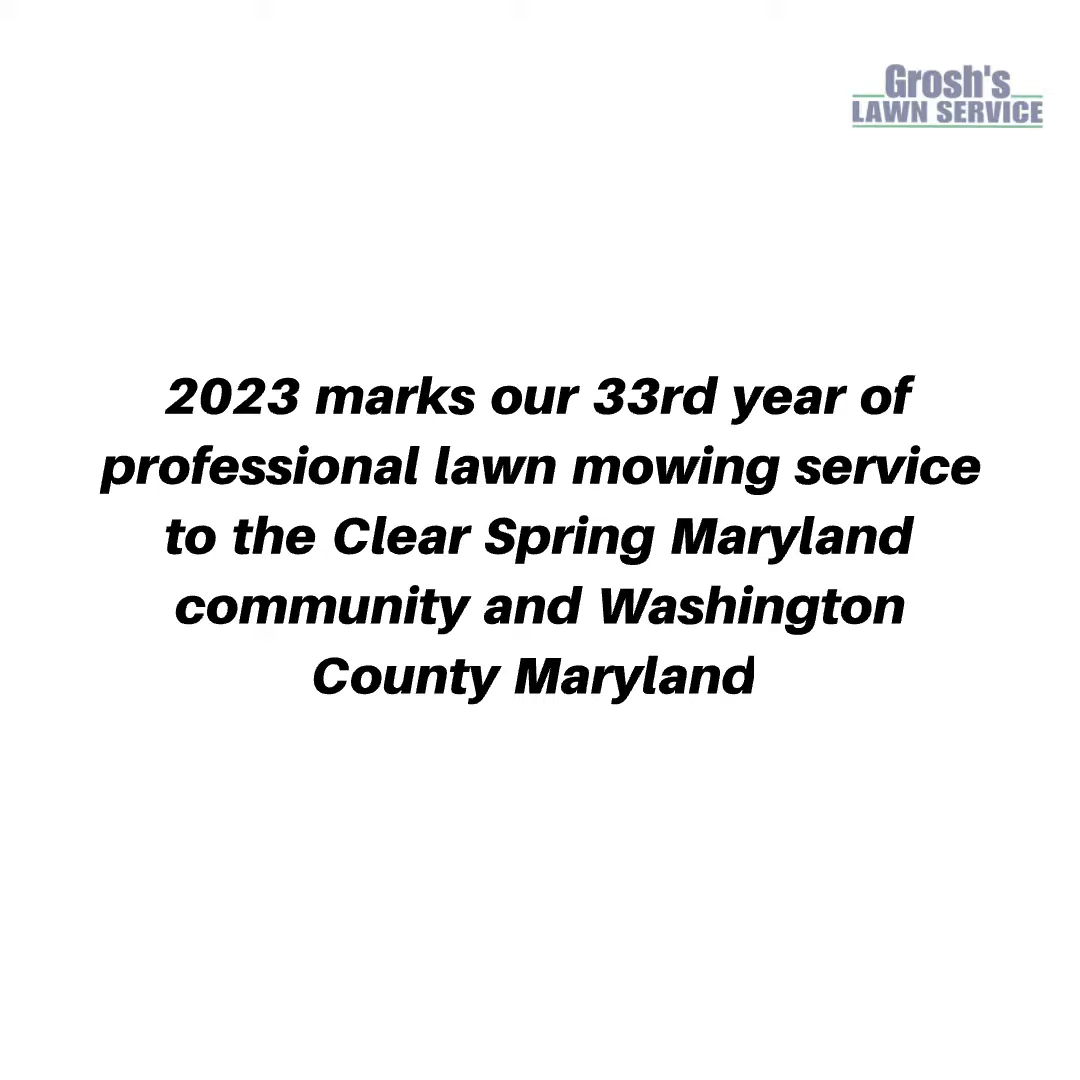 Grosh's
LAWN SERVICE
2023 marks our 33rd year of
professional lawn mowing service
to the Clear Spring Maryland
community and Washington
County Maryland